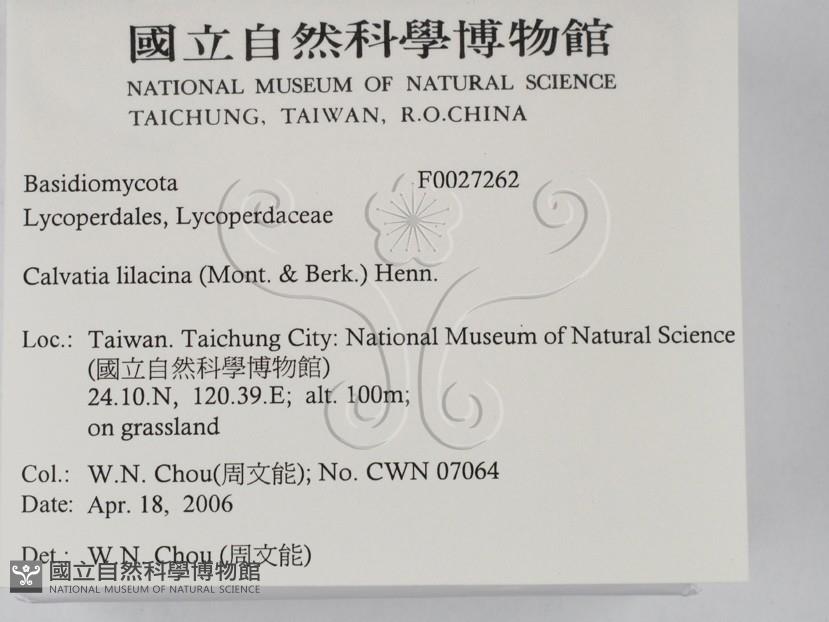 國立自然科學博物館
NATIONAL MUSEUM OF NATURAL SCIENCE
TAICHUNG, TAIWAN, R.O.CHINA
Basidiomycota F0027262
Lycoperdales, Lycoperdaceae
Calvatia lilacina (Mont. & Berk.) Henn.
Loc.: Taiwan. Taichung City: National Museum of Natural Science
(國立自然科學博物館)
24.10.N, 120.39.E; alt. 100m;
on grassland
Col.: W.N. Chou(周文能); No. CWN 07064
Date: Apr. 18, 2006
Det.: W.N. Chou (周文能)
國立自然科學博物館
NATIONAL MUSEUM OF NATURAL SCIENCE